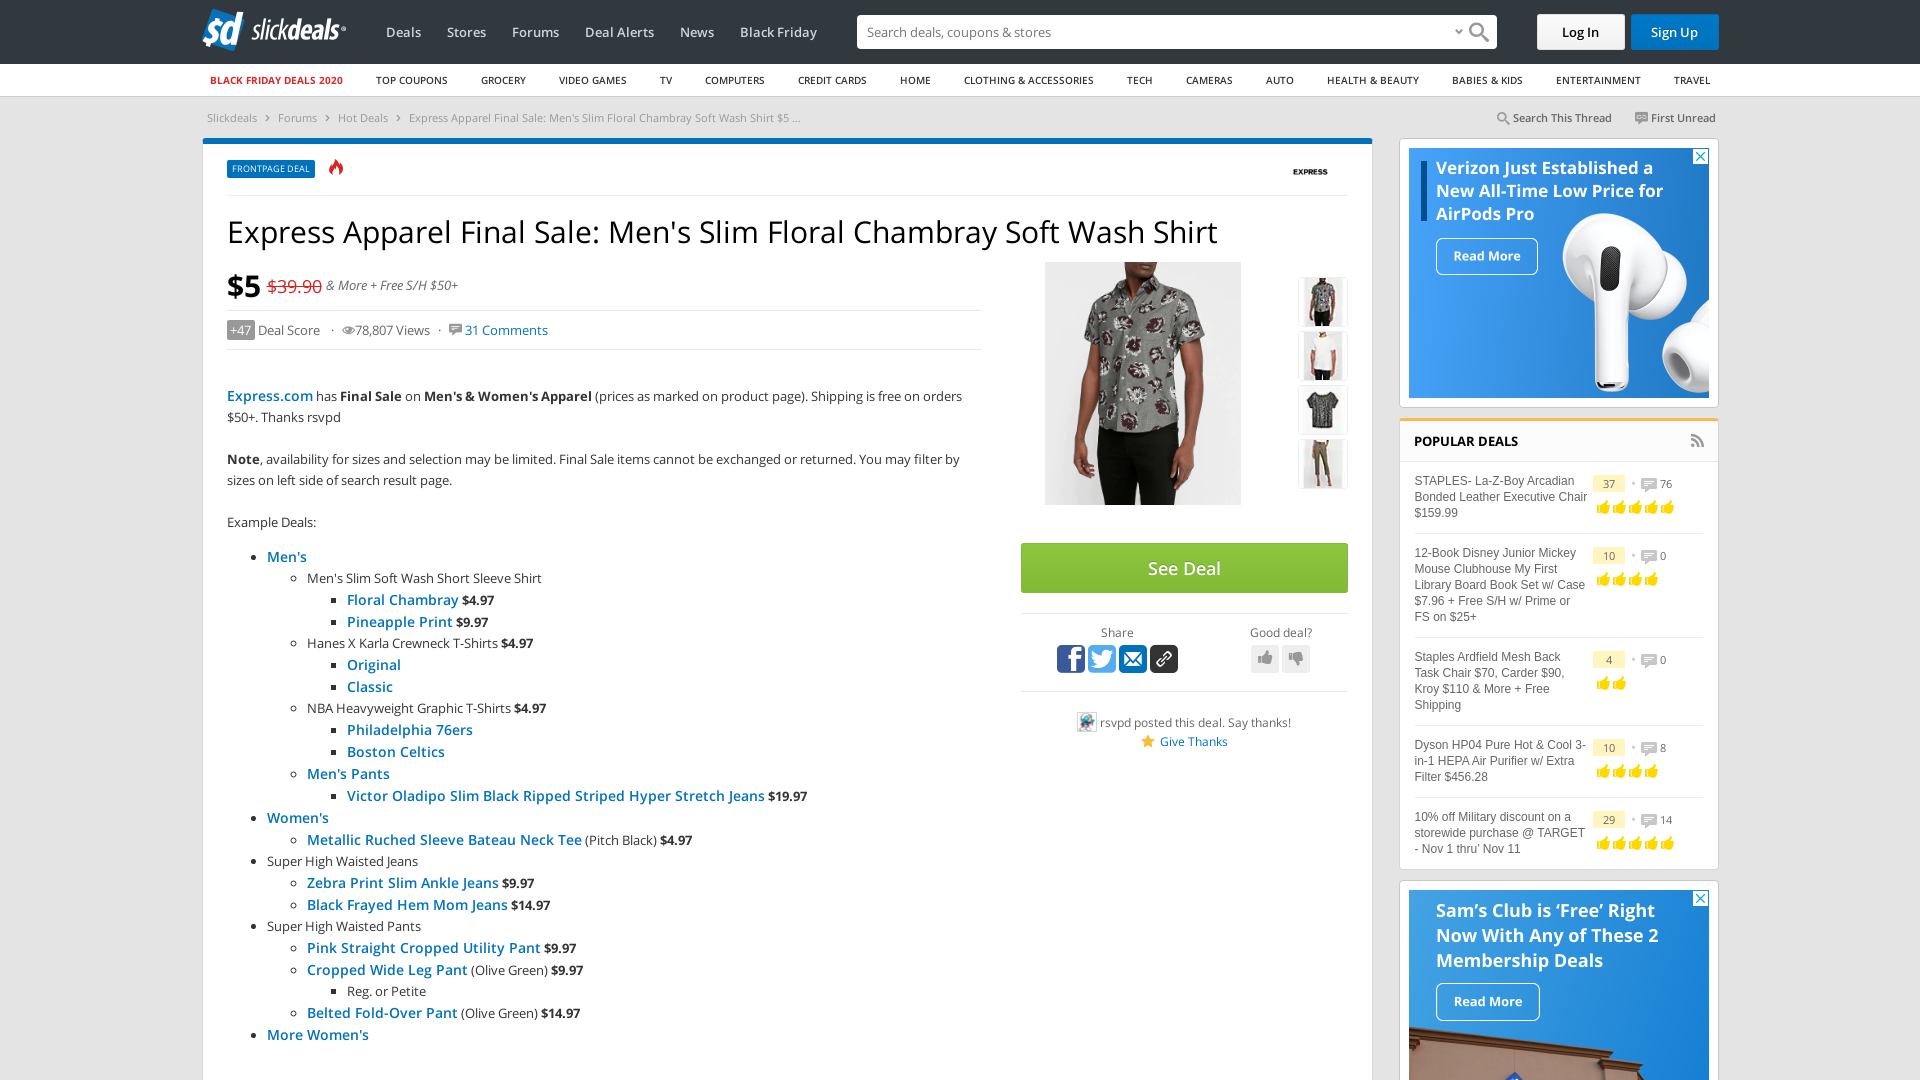 sd slickdeals
Deals Stores Forums Deal Alerts News Black Friday
Search deals, coupons & stores
Log In Sign Up
BLACK FRIDAY DEALS 2020 TOP COUPONS GROCERY VIDEO GAMES TV COMPUTERS CREDIT CARDS HOME CLOTHING & ACCESSORIES TECH CAMERAS AUTO HEALTH & BEAUTY BABIES & KIDS ENTERTAINMENT TRAVEL
Slickdeals › Forums › Hot Deals › Express Apparel Final Sale: Men's Slim Floral Chambray Soft Wash Shirt $5 ...
Search This Thread First Unread
FRONTPAGE DEAL
EXPRESS
Express Apparel Final Sale: Men's Slim Floral Chambray Soft Wash Shirt
$5 $39.90 & More + Free S/H $50+
+47 Deal Score · 78,807 Views · 31 Comments
Express.com has Final Sale on Men's & Women's Apparel (prices as marked on product page). Shipping is free on orders
$50+. Thanks rsvpd
Note, availability for sizes and selection may be limited. Final Sale items cannot be exchanged or returned. You may filter by
sizes on left side of search result page.
Example Deals:
• Men's
◦ Men's Slim Soft Wash Short Sleeve Shirt
▪ Floral Chambray $4.97
▪ Pineapple Print $9.97
◦ Hanes X Karla Crewneck T-Shirts $4.97
▪ Original
▪ Classic
◦ NBA Heavyweight Graphic T-Shirts $4.97
▪ Philadelphia 76ers
▪ Boston Celtics
◦ Men's Pants
▪ Victor Oladipo Slim Black Ripped Striped Hyper Stretch Jeans $19.97
• Women's
◦ Metallic Ruched Sleeve Bateau Neck Tee (Pitch Black) $4.97
• Super High Waisted Jeans
◦ Zebra Print Slim Ankle Jeans $9.97
◦ Black Frayed Hem Mom Jeans $14.97
• Super High Waisted Pants
◦ Pink Straight Cropped Utility Pant $9.97
◦ Cropped Wide Leg Pant (Olive Green) $9.97
▪ Reg. or Petite
◦ Belted Fold-Over Pant (Olive Green) $14.97
• More Women's
See Deal
Share Good deal?
rsvpd posted this deal. Say thanks!
Give Thanks
Verizon Just Established a
New All-Time Low Price for
AirPods Pro
Read More
POPULAR DEALS
STAPLES- La-Z-Boy Arcadian
Bonded Leather Executive Chair
$159.99
37 • 76
12-Book Disney Junior Mickey
Mouse Clubhouse My First
Library Board Book Set w/ Case
$7.96 + Free S/H w/ Prime or
FS on $25+
10 • 0
Staples Ardfield Mesh Back
Task Chair $70, Carder $90,
Kroy $110 & More + Free
Shipping
4 • 0
Dyson HP04 Pure Hot & Cool 3-
in-1 HEPA Air Purifier w/ Extra
Filter $456.28
10 • 8
10% off Military discount on a
storewide purchase @ TARGET
- Nov 1 thru' Nov 11
29 • 14
Sam's Club is 'Free' Right
Now With Any of These 2
Membership Deals
Read More